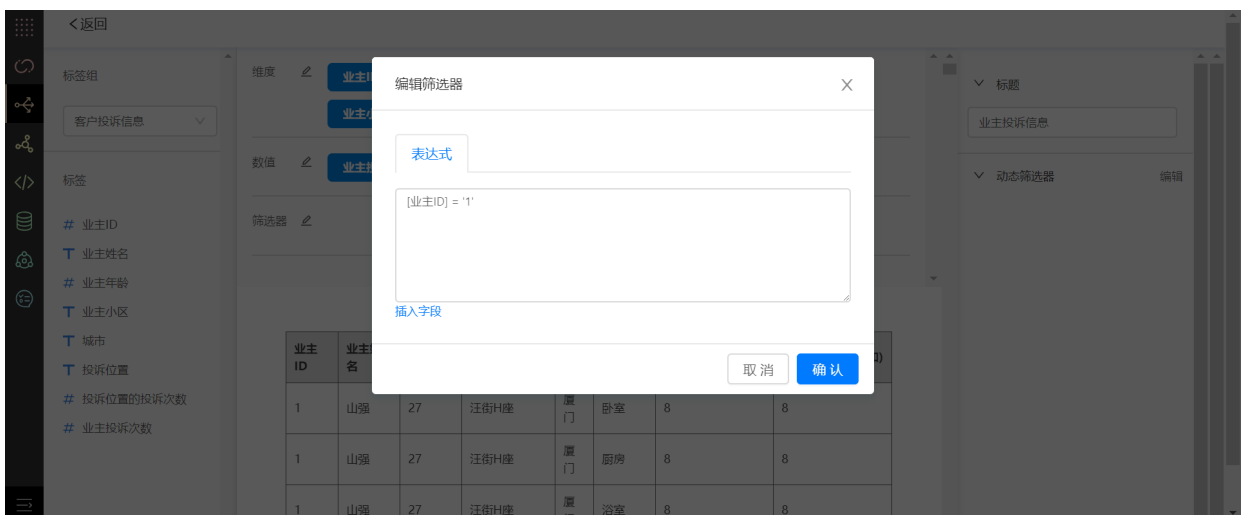 返回
标签组
客户投诉信息
标签
# 业主ID
T 业主姓名
# 业主年龄
T 业主小区
T 城市
T 投诉位置
# 投诉位置的投诉次数
# 业主投诉次数
维度
数值
筛选器
编辑筛选器
表达式
[业主ID] = '1'
插入字段
取消 确认
标题
业主投诉信息
动态筛选器 编辑
业主ID
1 山强 27 汪街H座 厦门 卧室 8 8
1 山强 27 汪街H座 厦门 厨房 8 8
1 山强 27 汪街H座 厦 浴室 8 8